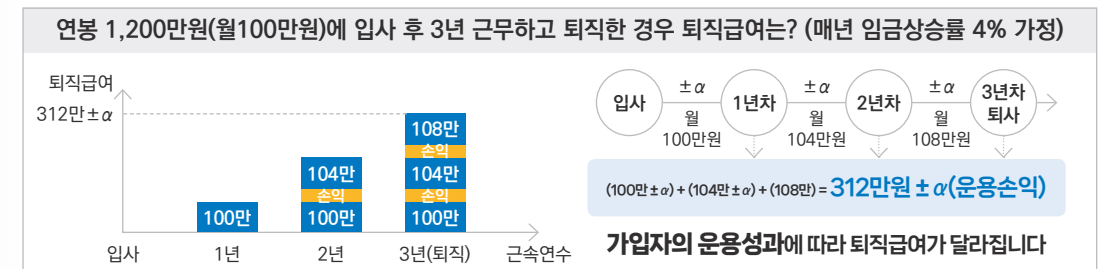 연봉 1,200만원(월100만원)에 입사 후 3년 근무하고 퇴직한 경우 퇴직급여는? (매년 임금상승률 4% 가정)
퇴직급여
312만±α
108만
손익
104만
손익
100만
104만
손익
100만
100만
입사
1년
2년
3년(퇴직)
근속연수
입사
±α
월
100만원
1년차
±α
월
104만원
2년차
±α
월
108만원
3년차
퇴사
(100만±α) + (104만±α) + (108만) = 312만원 ± α(운용손익)
가입자의 운용성과에 따라 퇴직급여가 달라집니다